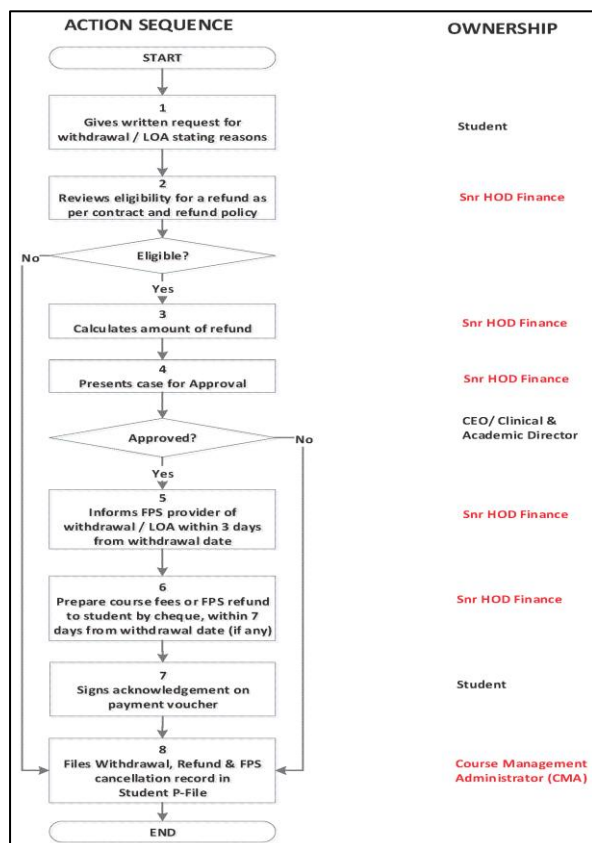 ACTION SEQUENCE
OWNERSHIP
START
1
Gives written request for
withdrawal / LOA stating reasons
Student
2
Reviews eligibility for a refund as
per contract and refund policy
Snr HOD Finance
Eligible?
No
Yes
3
Calculates amount of refund
Snr HOD Finance
4
Presents case for Approval
Snr HOD Finance
Approved?
CEO/ Clinical &
Academic Director
No
Yes
5
Informs FPS provider of
withdrawal / LOA within 3 days
from withdrawal date
Snr HOD Finance
6
Prepare course fees or FPS refund
to student by cheque, within 7
days from withdrawal date (if any)
Snr HOD Finance
7
Signs acknowledgement on
payment voucher
Student
8
Files Withdrawal, Refund & FPS
cancellation record in
Student P-File
Course Management
Administrator (CMA)
END